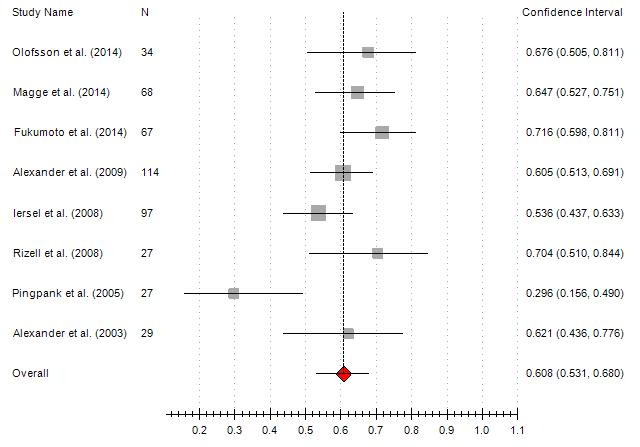 Study Name N Confidence Interval
Olofsson et al. (2014) 34 0.676 (0.505, 0.811)
Magge et al. (2014) 68 0.647 (0.527, 0.751)
Fukumoto et al. (2014) 67 0.716 (0.598, 0.811)
Alexander et al. (2009) 114 0.605 (0.513, 0.691)
Iersel et al. (2008) 97 0.536 (0.437, 0.633)
Rizell et al. (2008) 27 0.704 (0.510, 0.844)
Pingpank et al. (2005) 27 0.296 (0.156, 0.490)
Alexander et al. (2003) 29 0.621 (0.436, 0.776)
Overall 0.608 (0.531, 0.680)
0.2 0.3 0.4 0.5 0.6 0.7 0.8 0.9 1.0 1.1